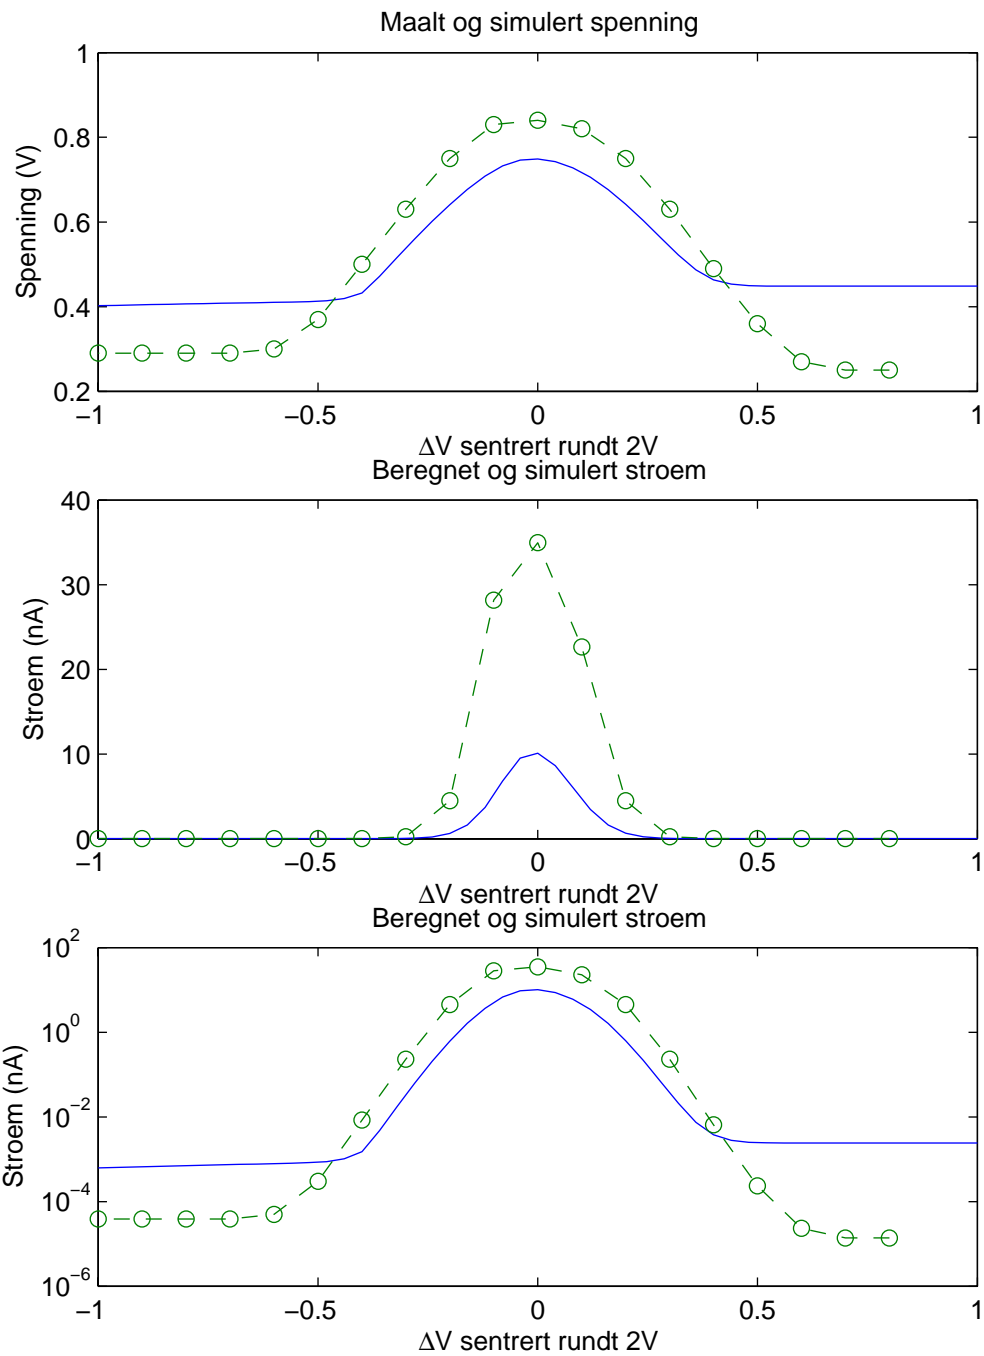 Maalt og simulert spenning
1
0.8
0.6
0.4
0.2
Spenning (V)
−1 −0.5 0 0.5 1
ΔV sentrert rundt 2V
Beregnet og simulert stroem
40
30
20
10
0
Stroem (nA)
−1 −0.5 0 0.5 1
ΔV sentrert rundt 2V
Beregnet og simulert stroem
10^2
10^0
10^−2
10^−4
10^−6
Stroem (nA)
−1 −0.5 0 0.5 1
ΔV sentrert rundt 2V